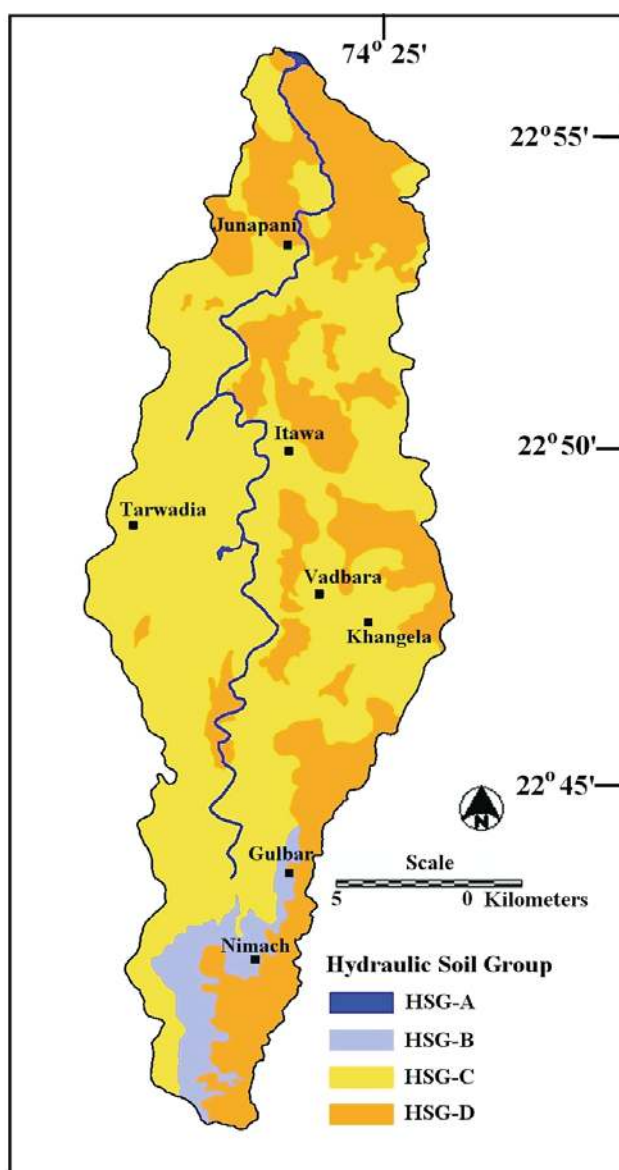 74° 25'
22° 55'
Junapani
22° 50'
Itawa
Tarwadia
Vadbara
Khangela
22° 45'
N
Gulbar
Scale
5 0 Kilometers
Nimach
Hydraulic Soil Group
HSG-A
HSG-B
HSG-C
HSG-D